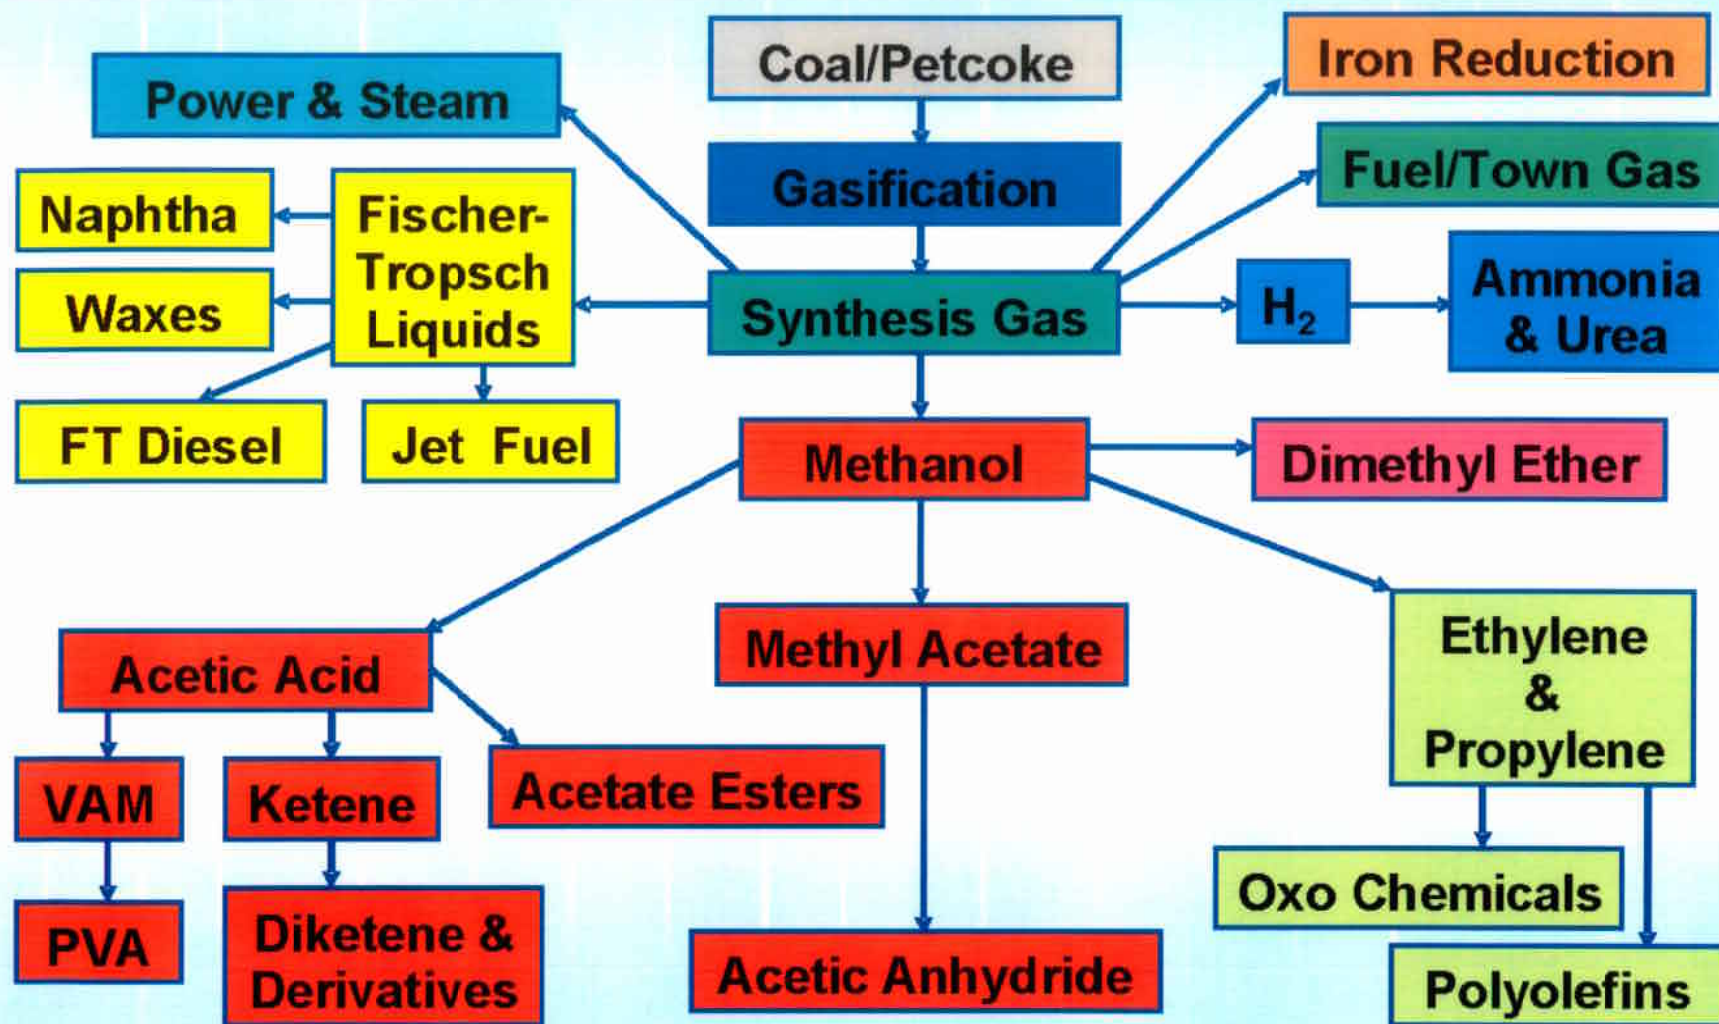 Coal/Petcoke
Iron Reduction
Power & Steam
Fuel/Town Gas
Gasification
Naphtha
Fischer-
Tropsch
Liquids
Waxes
Synthesis Gas
H₂
Ammonia
& Urea
FT Diesel
Jet Fuel
Methanol
Dimethyl Ether
Acetic Acid
Methyl Acetate
Ethylene
&
Propylene
VAM
Ketene
Acetate Esters
Oxo Chemicals
PVA
Diketene &
Derivatives
Acetic Anhydride
Polyolefins